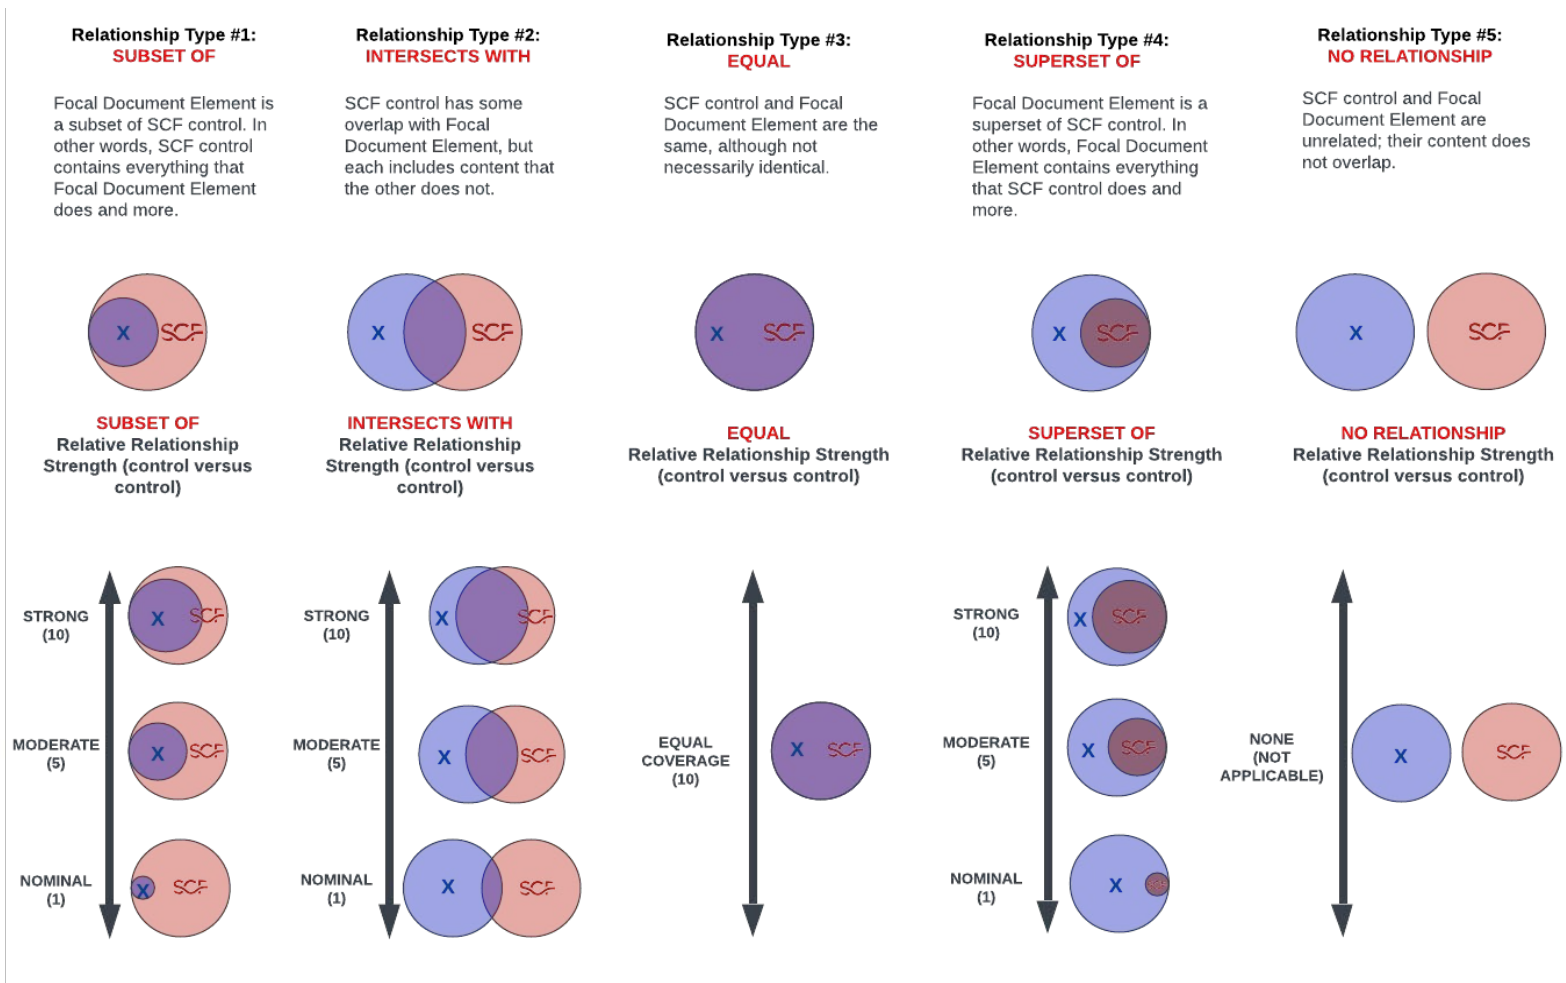 Relationship Type #1:
SUBSET OF
Focal Document Element is
a subset of SCF control. In
other words, SCF control
contains everything that
Focal Document Element
does and more.
X SCF
SUBSET OF
Relative Relationship
Strength (control versus
control)
STRONG
(10)
X SCF
MODERATE
(5)
X SCF
NOMINAL
(1)
X SCF
Relationship Type #2:
INTERSECTS WITH
SCF control has some
overlap with Focal
Document Element, but
each includes content that
the other does not.
X SCF
INTERSECTS WITH
Relative Relationship
Strength (control versus
control)
STRONG
(10)
X SCF
MODERATE
(5)
X SCF
NOMINAL
(1)
X SCF
Relationship Type #3:
EQUAL
SCF control and Focal
Document Element are the
same, although not
necessarily identical.
X SCF
EQUAL
Relative Relationship Strength
(control versus control)
EQUAL
COVERAGE
(10)
X SCF
Relationship Type #4:
SUPERSET OF
Focal Document Element is a
superset of SCF control. In
other words, Focal Document
Element contains everything
that SCF control does and
more.
X SCF
SUPERSET OF
Relative Relationship Strength
(control versus control)
STRONG
(10)
X SCF
MODERATE
(5)
X SCF
NOMINAL
(1)
X SCF
Relationship Type #5:
NO RELATIONSHIP
SCF control and Focal
Document Element are
unrelated; their content does
not overlap.
X SCF
NO RELATIONSHIP
Relative Relationship Strength
(control versus control)
NONE
(NOT
APPLICABLE)
X SCF